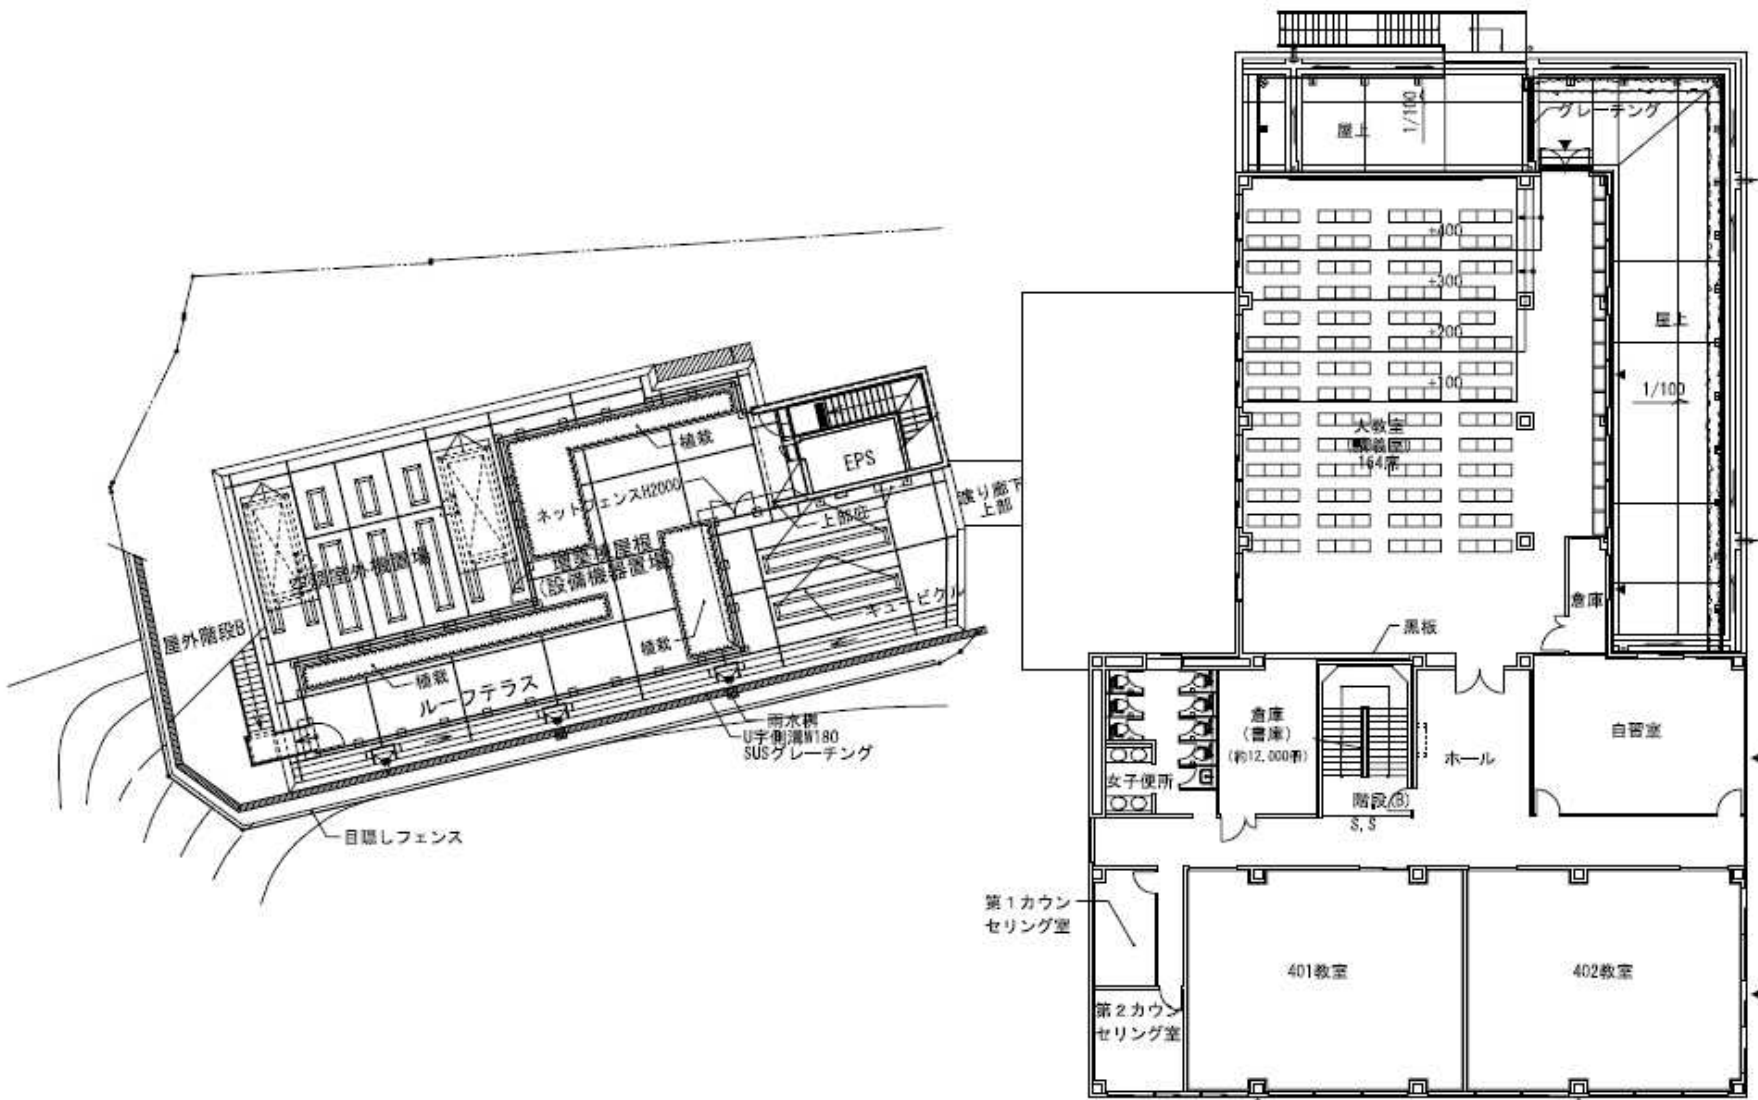 屋上
1/100
グレーチング
+400
+300
+200
+100
大教室
164席
屋上
1/100
倉庫
黒板
植栽
EPS
ネットフェンスH2000
渡り廊下
上部
上部庇
(設備機器置場)
キュービクル
空調室外機置場
屋外階段B
植栽
植栽
ルーフテラス
雨水桝
U字側溝W180
SUSグレーチング
目隠しフェンス
倉庫
(書庫)
女子便所
階段(B)
S,S
ホール
自習室
第1カウン
セリング室
第2カウン
セリング室
401教室
402教室